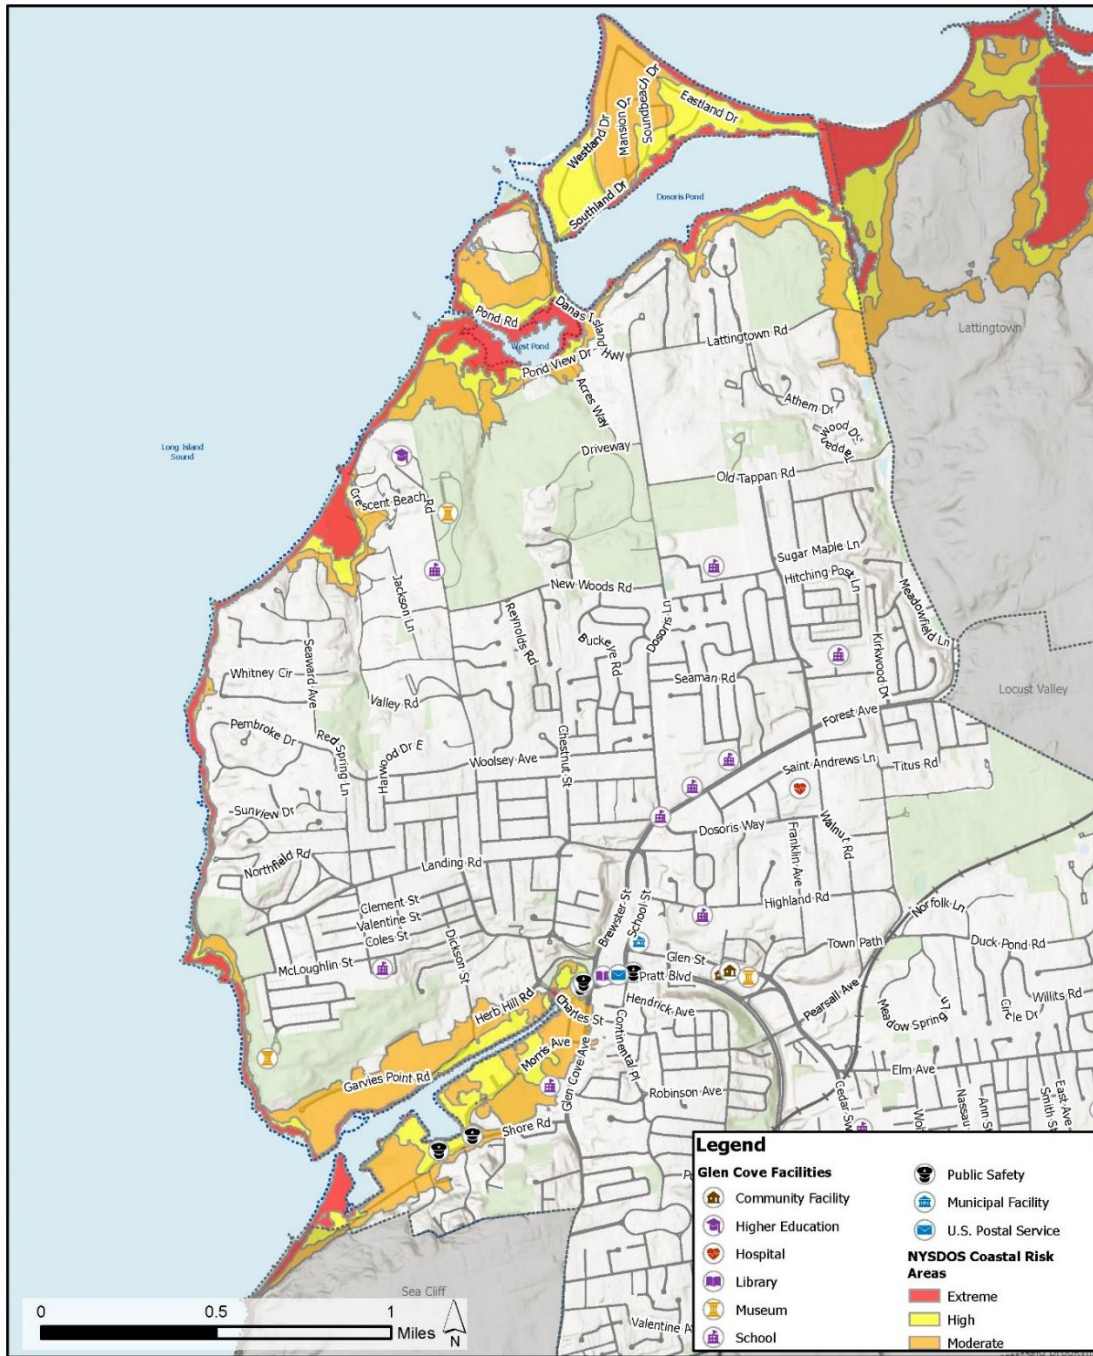 Westland Dr
Mansion Dr
Soundbeach Dr
Eastland Dr
Southland Dr
Dosoris Pond
Pond Rd
Danas Island
Hwy
West Pond
Pond View Dr
Lattingtown Rd
Lattingtown
Acres Way
Athem Dr
Tappanwood Dr
Driveway
Old Tappan Rd
Long Island
Sound
Crescent Beach Rd
Sugar Maple Ln
Hitching Post Ln
Meadowfield Ln
Jackson Ln
New Woods Rd
Reynolds Rd
Buckeye Rd
Dosoris Ln
Kirkwood Dr
Seaward Ave
Whitney Cir
Valley Rd
Seaman Rd
Locust Valley
Forest Ave
Pembroke Dr
Red Spring Ln
Harwood Dr E
Chestnut St
Woolsey Ave
Saint Andrews Ln
Titus Rd
Sunview Dr
Dosoris Way
Franklin Ave
Walnut Rd
Northfield Rd
Landing Rd
Clement St
Valentine St
Coles St
Dickson St
McLoughlin St
Brewster St
School St
Highland Rd
Norfolk Ln
Town Path
Duck Pond Rd
Glen St
Pratt Blvd
Herb Hill Rd
Charles St
Hendrick Ave
Continental Pl
Pearsall Ave
Meadow Spring Ln
Circle Dr
Willits Rd
Morris Ave
Garvies Point Rd
Glen Cove Ave
Robinson Ave
Elm Ave
Shore Rd
Cedar Sw
Wol
Nassau
Ann St
Smith St
East Ave
Sea Cliff
Valentine A
Legend
Glen Cove Facilities
Community Facility
Higher Education
Hospital
Library
Museum
School
Public Safety
Municipal Facility
U.S. Postal Service
NYSDOS Coastal Risk
Areas
Extreme
High
Moderate
0 0.5 1
Miles
N